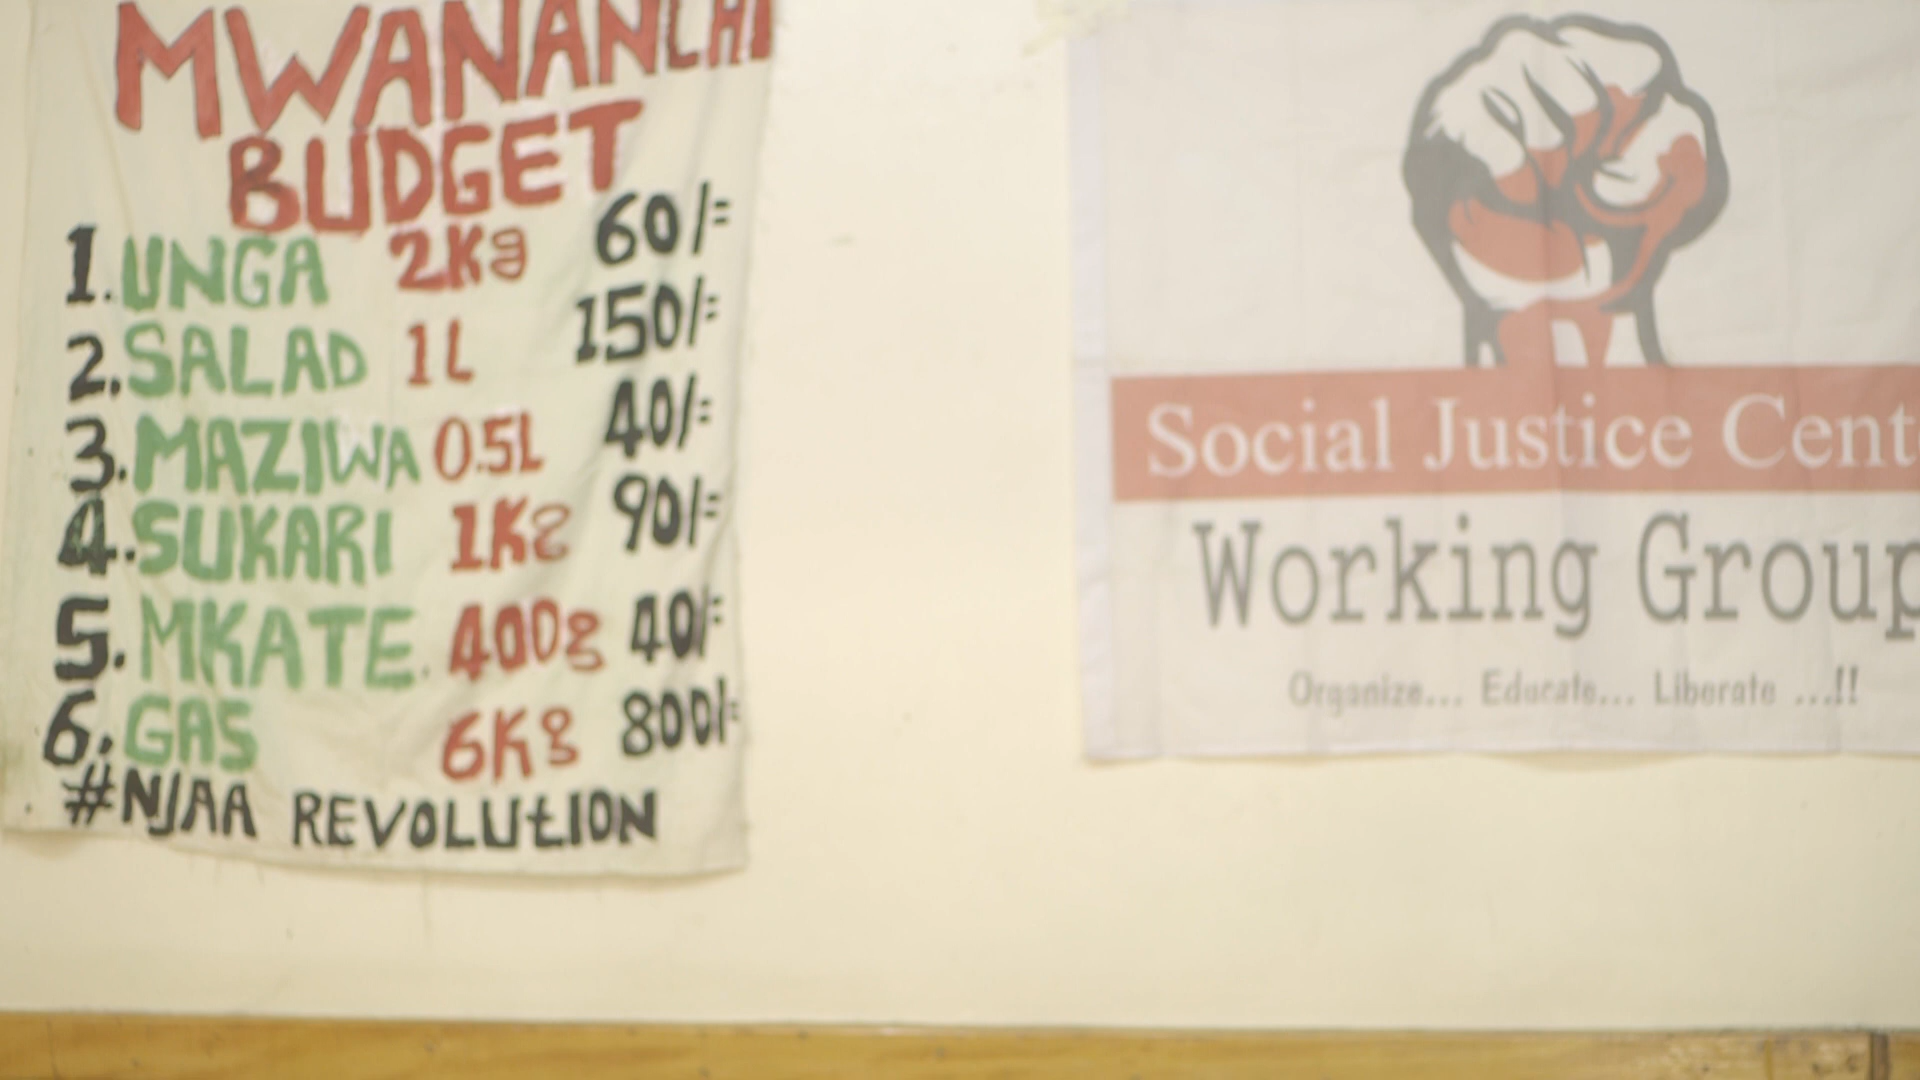 MWANANCHI
BUDGET
1. UNGA 2Kg 60/=
2. SALAD 1L 150/=
3. MAZIWA 0.5L 40/=
4. SUKARI 1Kg 90/=
5. MKATE. 400g 40/=
6. GAS 6Kg 800/=
#NJAA REVOLUtION
Social Justice Cent
Working Group
Organize... Educate... Liberate ...!!